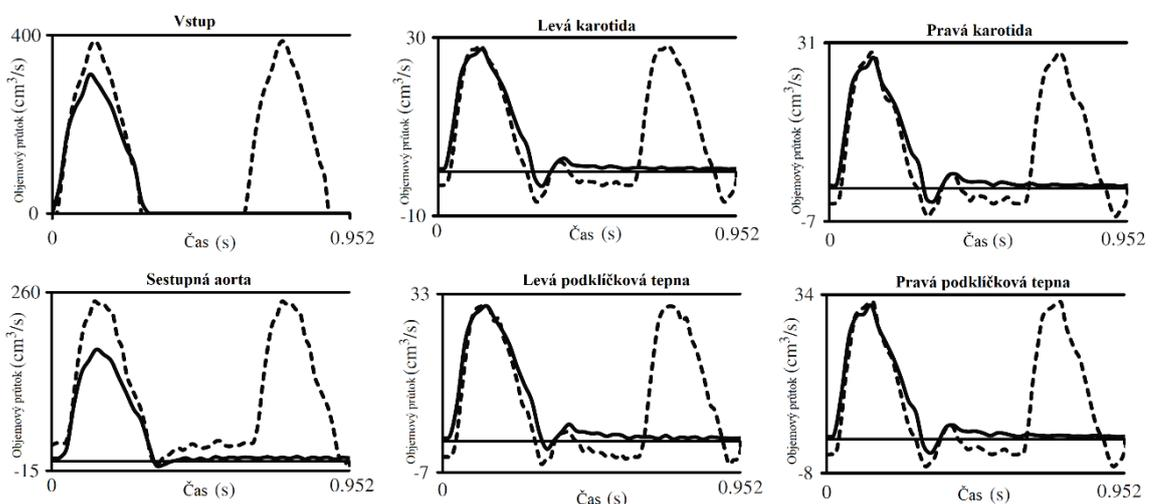 Vstup
400
Objemový průtok (cm³/s)
0
0
Čas (s)
0.952
Levá karotida
30
Objemový průtok (cm³/s)
-10
0
Čas (s)
0.952
Pravá karotida
31
Objemový průtok (cm³/s)
-7
0
Čas (s)
0.952
Sestupná aorta
260
Objemový průtok (cm³/s)
-15
0
Čas (s)
0.952
Levá podklíčková tepna
33
Objemový průtok (cm³/s)
-7
0
Čas (s)
0.952
Pravá podklíčková tepna
34
Objemový průtok (cm³/s)
-8
0
Čas (s)
0.952